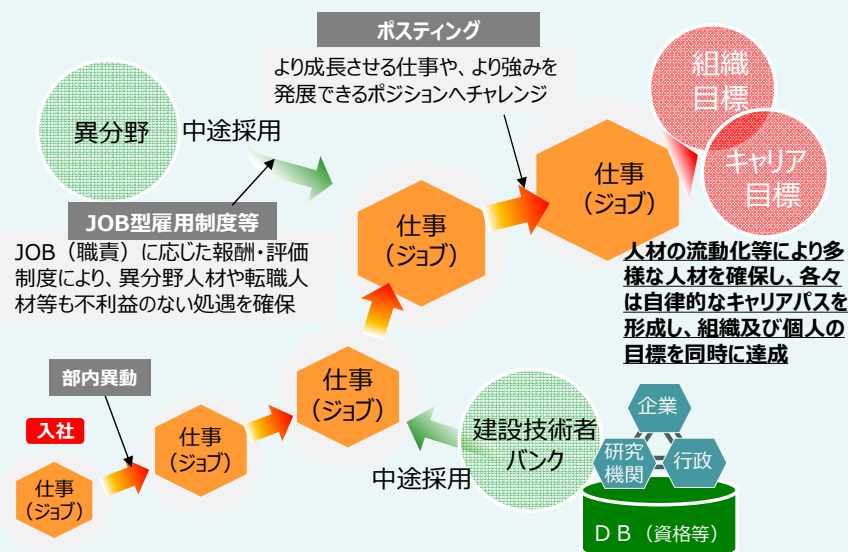 ポスティング
より成長させる仕事や、より強みを
発展できるポジションへチャレンジ
組織
目標
キャリア
目標
異分野
中途採用
仕事
(ジョブ)
仕事
(ジョブ)
JOB型雇用制度等
JOB（職責）に応じた報酬・評価
制度により、異分野人材や転職人
材等も不利益のない処遇を確保
人材の流動化等により多
様な人材を確保し、各々
は自律的なキャリアパスを
形成し、組織及び個人の
目標を同時に達成
部内異動
仕事
(ジョブ)
入社
仕事
(ジョブ)
仕事
(ジョブ)
建設技術者
バンク
中途採用
企業
研究
機関
行政
ＤＢ（資格等）